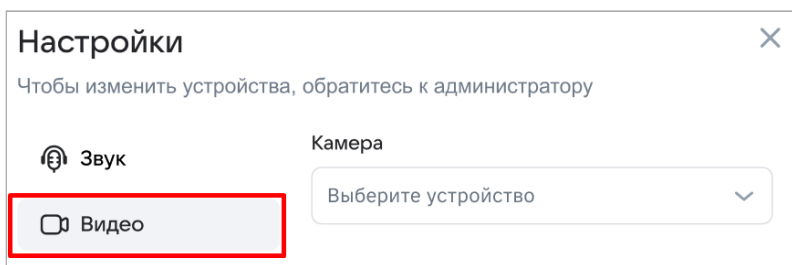 Настройки
Чтобы изменить устройства, обратитесь к администратору
Звук
Видео
Камера
Выберите устройство